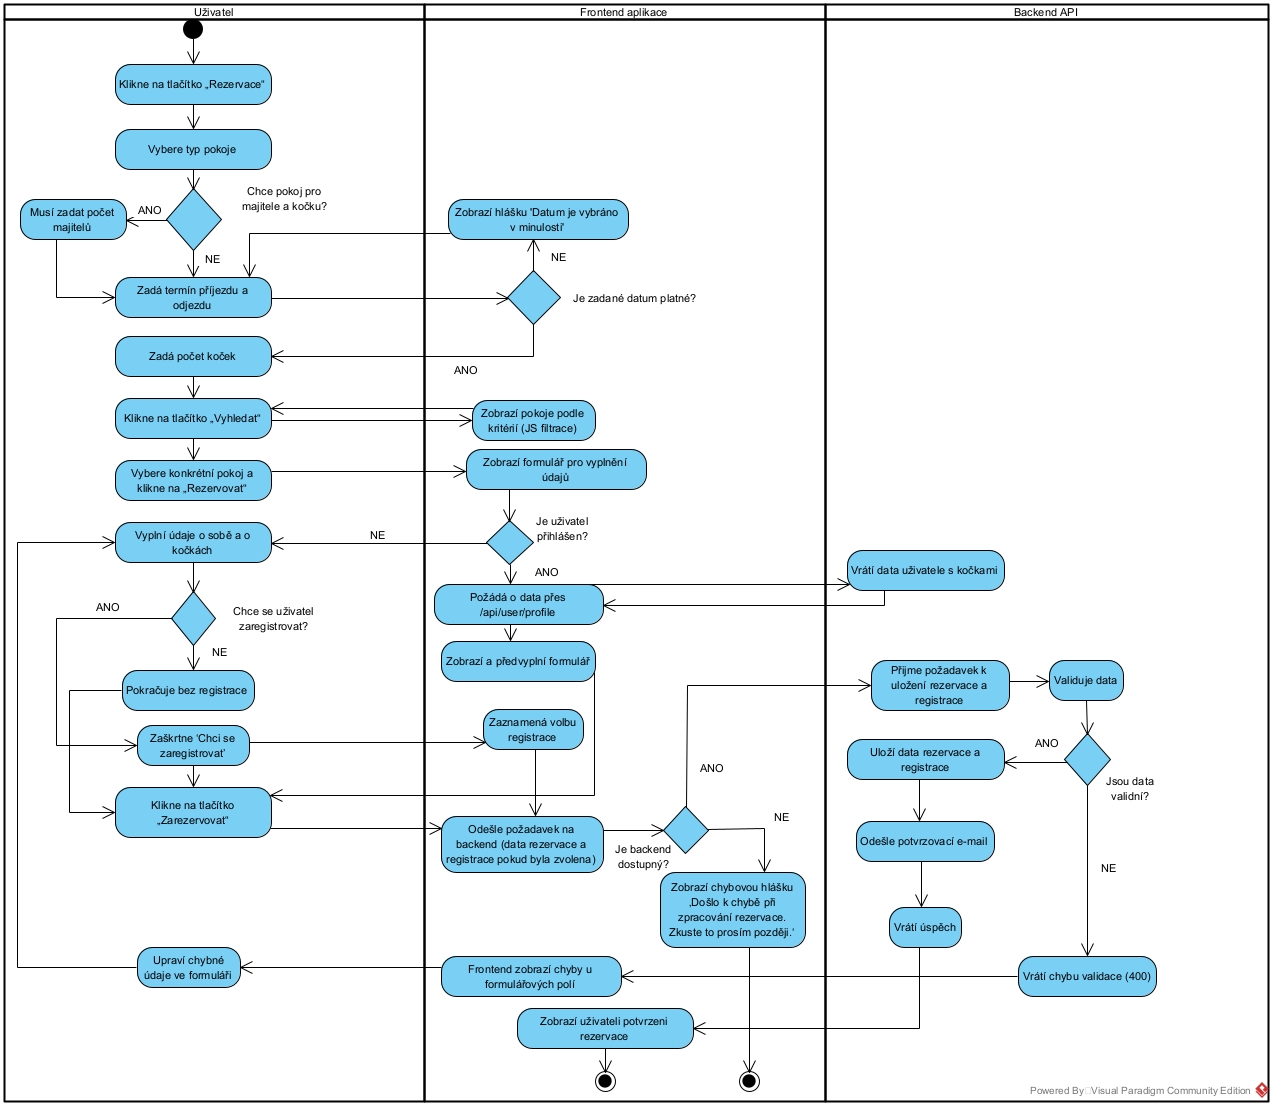 Uživatel
Frontend aplikace
Backend API
Klikne na tlačítko „Rezervace“
Vybere typ pokoje
Chce pokoj pro
majitele a kočku?
ANO
Musí zadat počet
majitelů
NE
Zobrazí hlášku 'Datum je vybráno
v minulosti'
NE
Zadá termín příjezdu a
odjezdu
Je zadané datum platné?
Zadá počet koček
ANO
Klikne na tlačítko „Vyhledat“
Zobrazí pokoje podle
kritérií (JS filtrace)
Vybere konkrétní pokoj a
klikne na „Rezervovat“
Zobrazí formulář pro vyplnění
údajů
Je uživatel
přihlášen?
NE
Vyplní údaje o sobě a o
kočkách
ANO
Vrátí data uživatele s kočkami
Požádá o data přes
/api/user/profile
ANO
Chce se uživatel
zaregistrovat?
NE
Zobrazí a předvyplní formulář
Pokračuje bez registrace
Přijme požadavek k
uložení rezervace a
registrace
Validuje data
Zaškrtne 'Chci se
zaregistrovat'
Zaznamená volbu
registrace
ANO
Uloží data rezervace a
registrace
ANO
Jsou data
validní?
Klikne na tlačítko
„Zarezervovat“
Odešle požadavek na
backend (data rezervace a
registrace pokud byla zvolena)
Je backend
dostupný?
NE
Odešle potvrzovací e-mail
NE
Zobrazí chybovou hlášku
‚Došlo k chybě při
zpracování rezervace.
Zkuste to prosím později.‘
Vrátí úspěch
Upraví chybné
údaje ve formuláři
Frontend zobrazí chyby u
formulářových polí
Vrátí chybu validace (400)
Zobrazí uživateli potvrzeni
rezervace
Powered By Visual Paradigm Community Edition